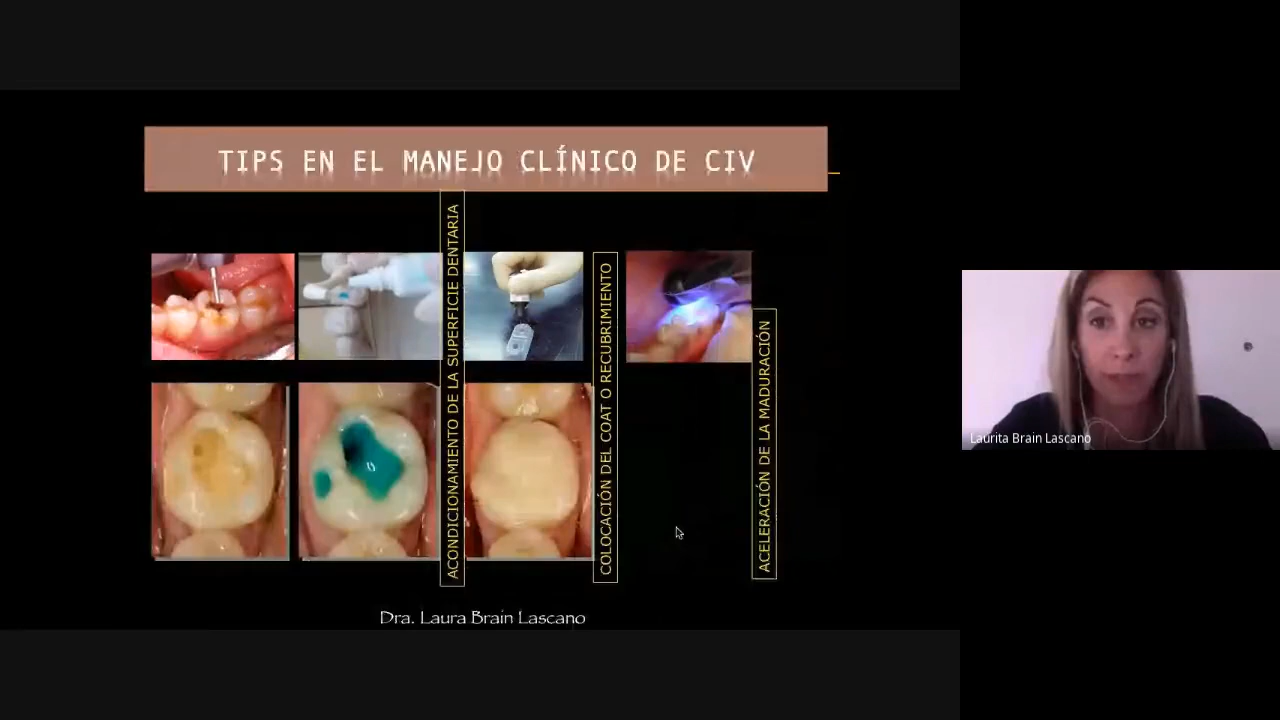 TIPS EN EL MANEJO CLÍNICO DE CIV
ACONDICIONAMIENTO DE LA SUPERFICIE DENTARIA
COLOCACIÓN DEL COAT O RECUBRIMIENTO
ACELERACIÓN DE LA MADURACIÓN
Dra. Laura Brain Lascano
Laurita Brain Lascano